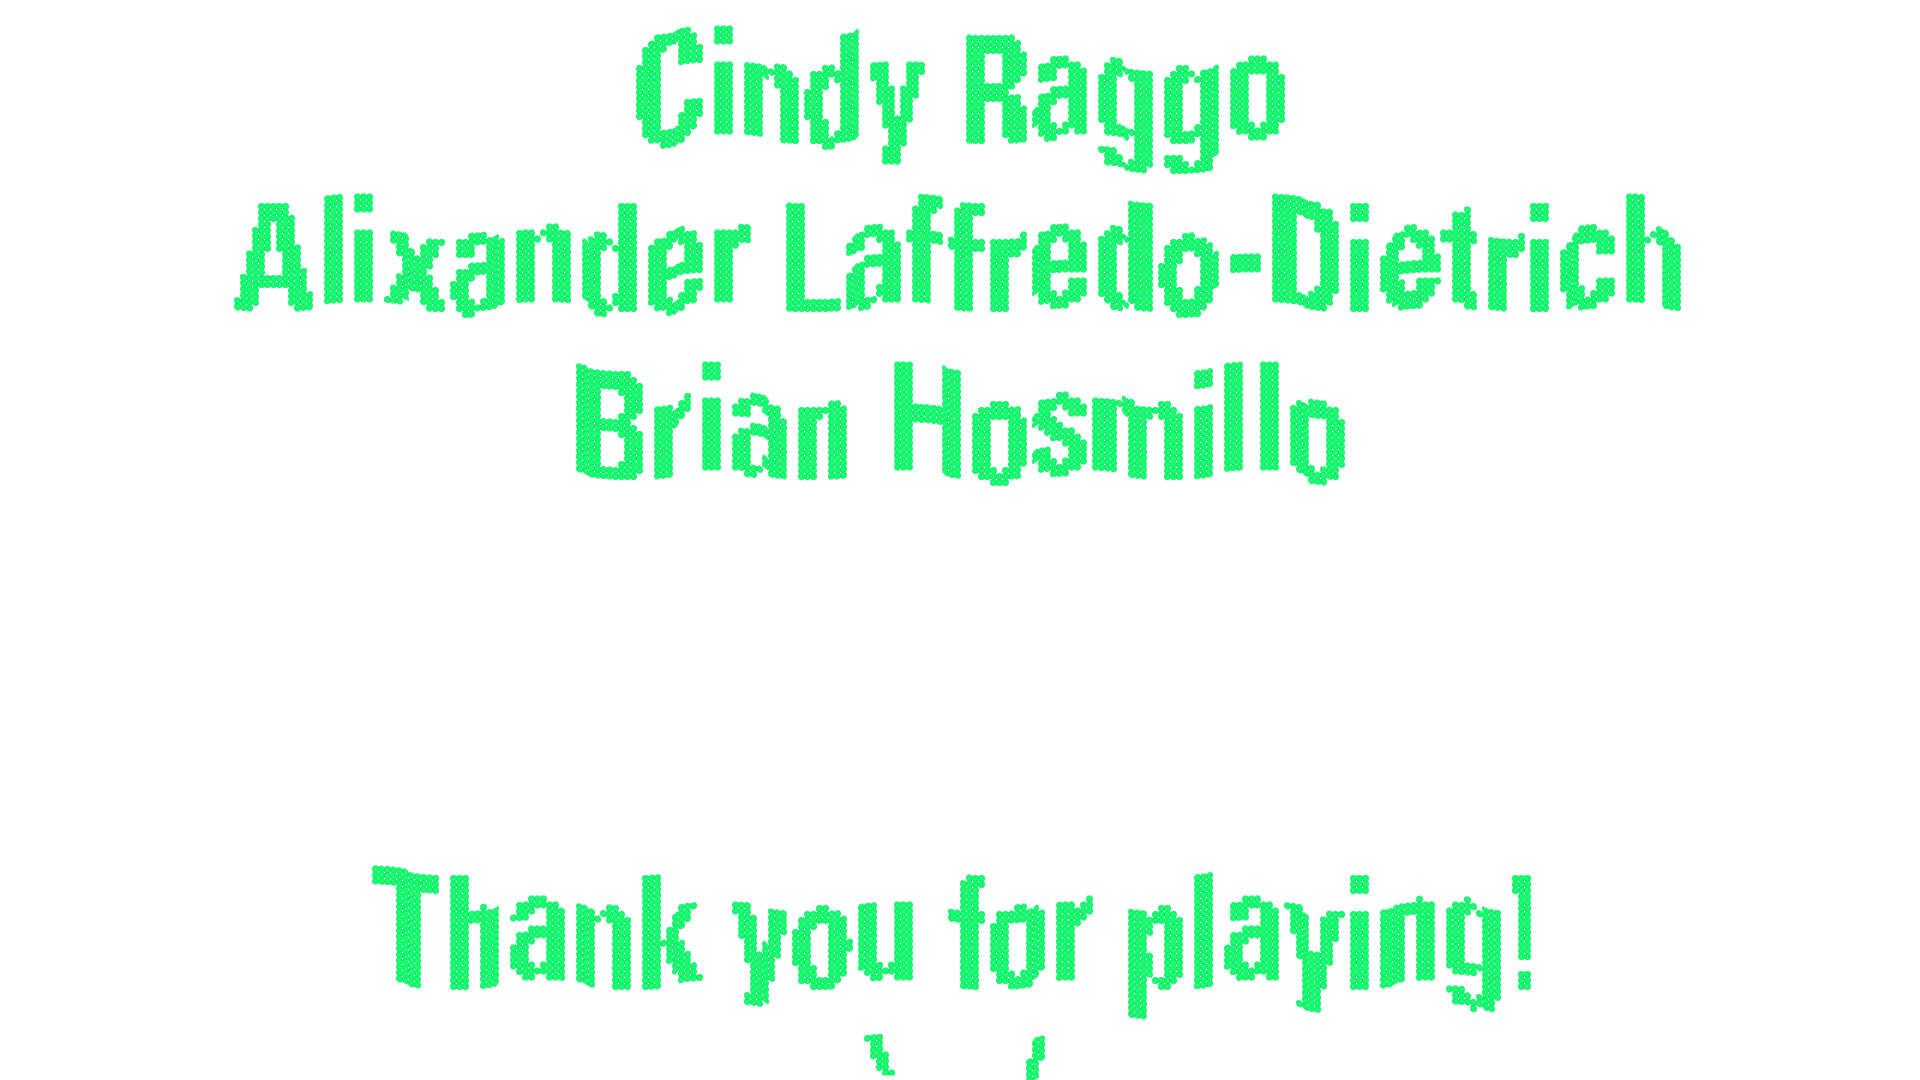 Cindy Raggo
Alixander Laffredo-Dietrich
Brian Hosmillo
Thank you for playing!